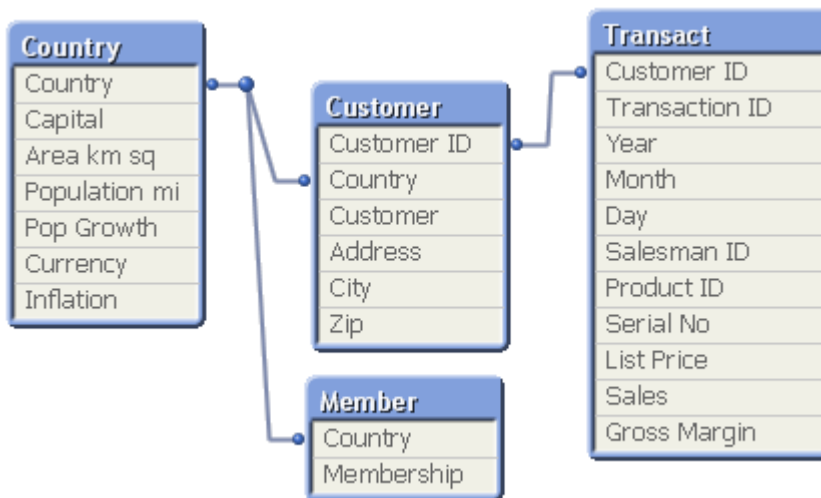 Country
Country
Capital
Area km sq
Population mi
Pop Growth
Currency
Inflation
Customer
Customer ID
Country
Customer
Address
City
Zip
Member
Country
Membership
Transact
Customer ID
Transaction ID
Year
Month
Day
Salesman ID
Product ID
Serial No
List Price
Sales
Gross Margin